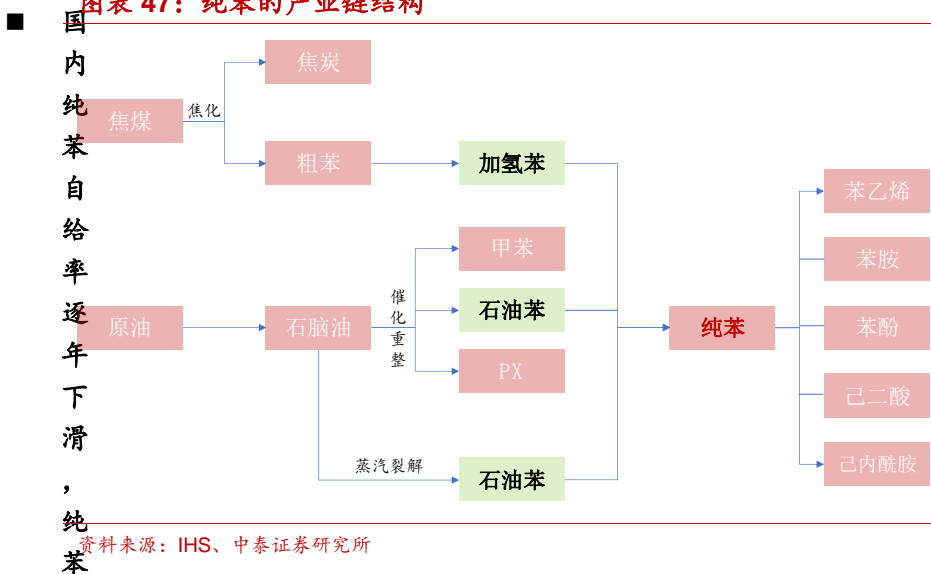 图表 47：纯苯的产业链结构
■ 国内纯苯自给率逐年下滑，纯苯
焦炭
焦煤
焦化
粗苯
加氢苯
甲苯
催化重整
石油苯
原油
石脑油
PX
蒸汽裂解
石油苯
纯苯
苯乙烯
苯胺
苯酚
己二酸
己内酰胺
资料来源：IHS、中泰证券研究所